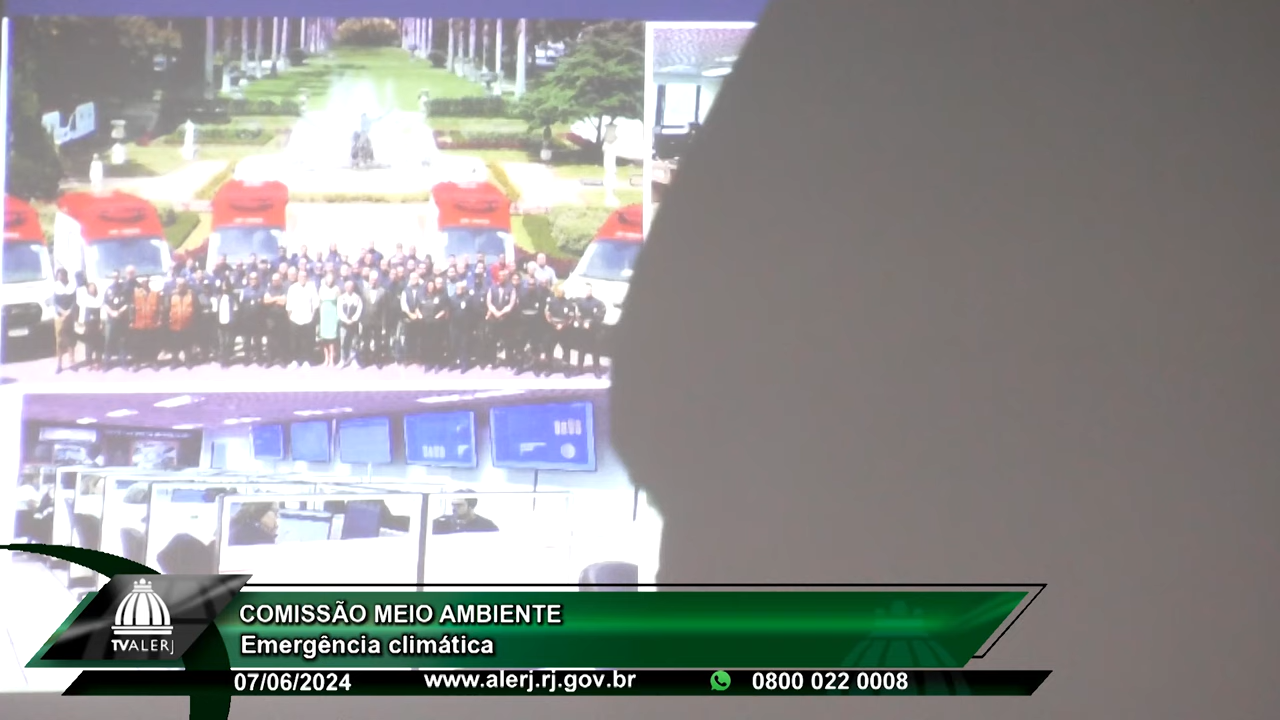 COMISSÃO MEIO AMBIENTE
Emergência climática
TVALERJ
07/06/2024
www.alerj.rj.gov.br
0800 022 0008